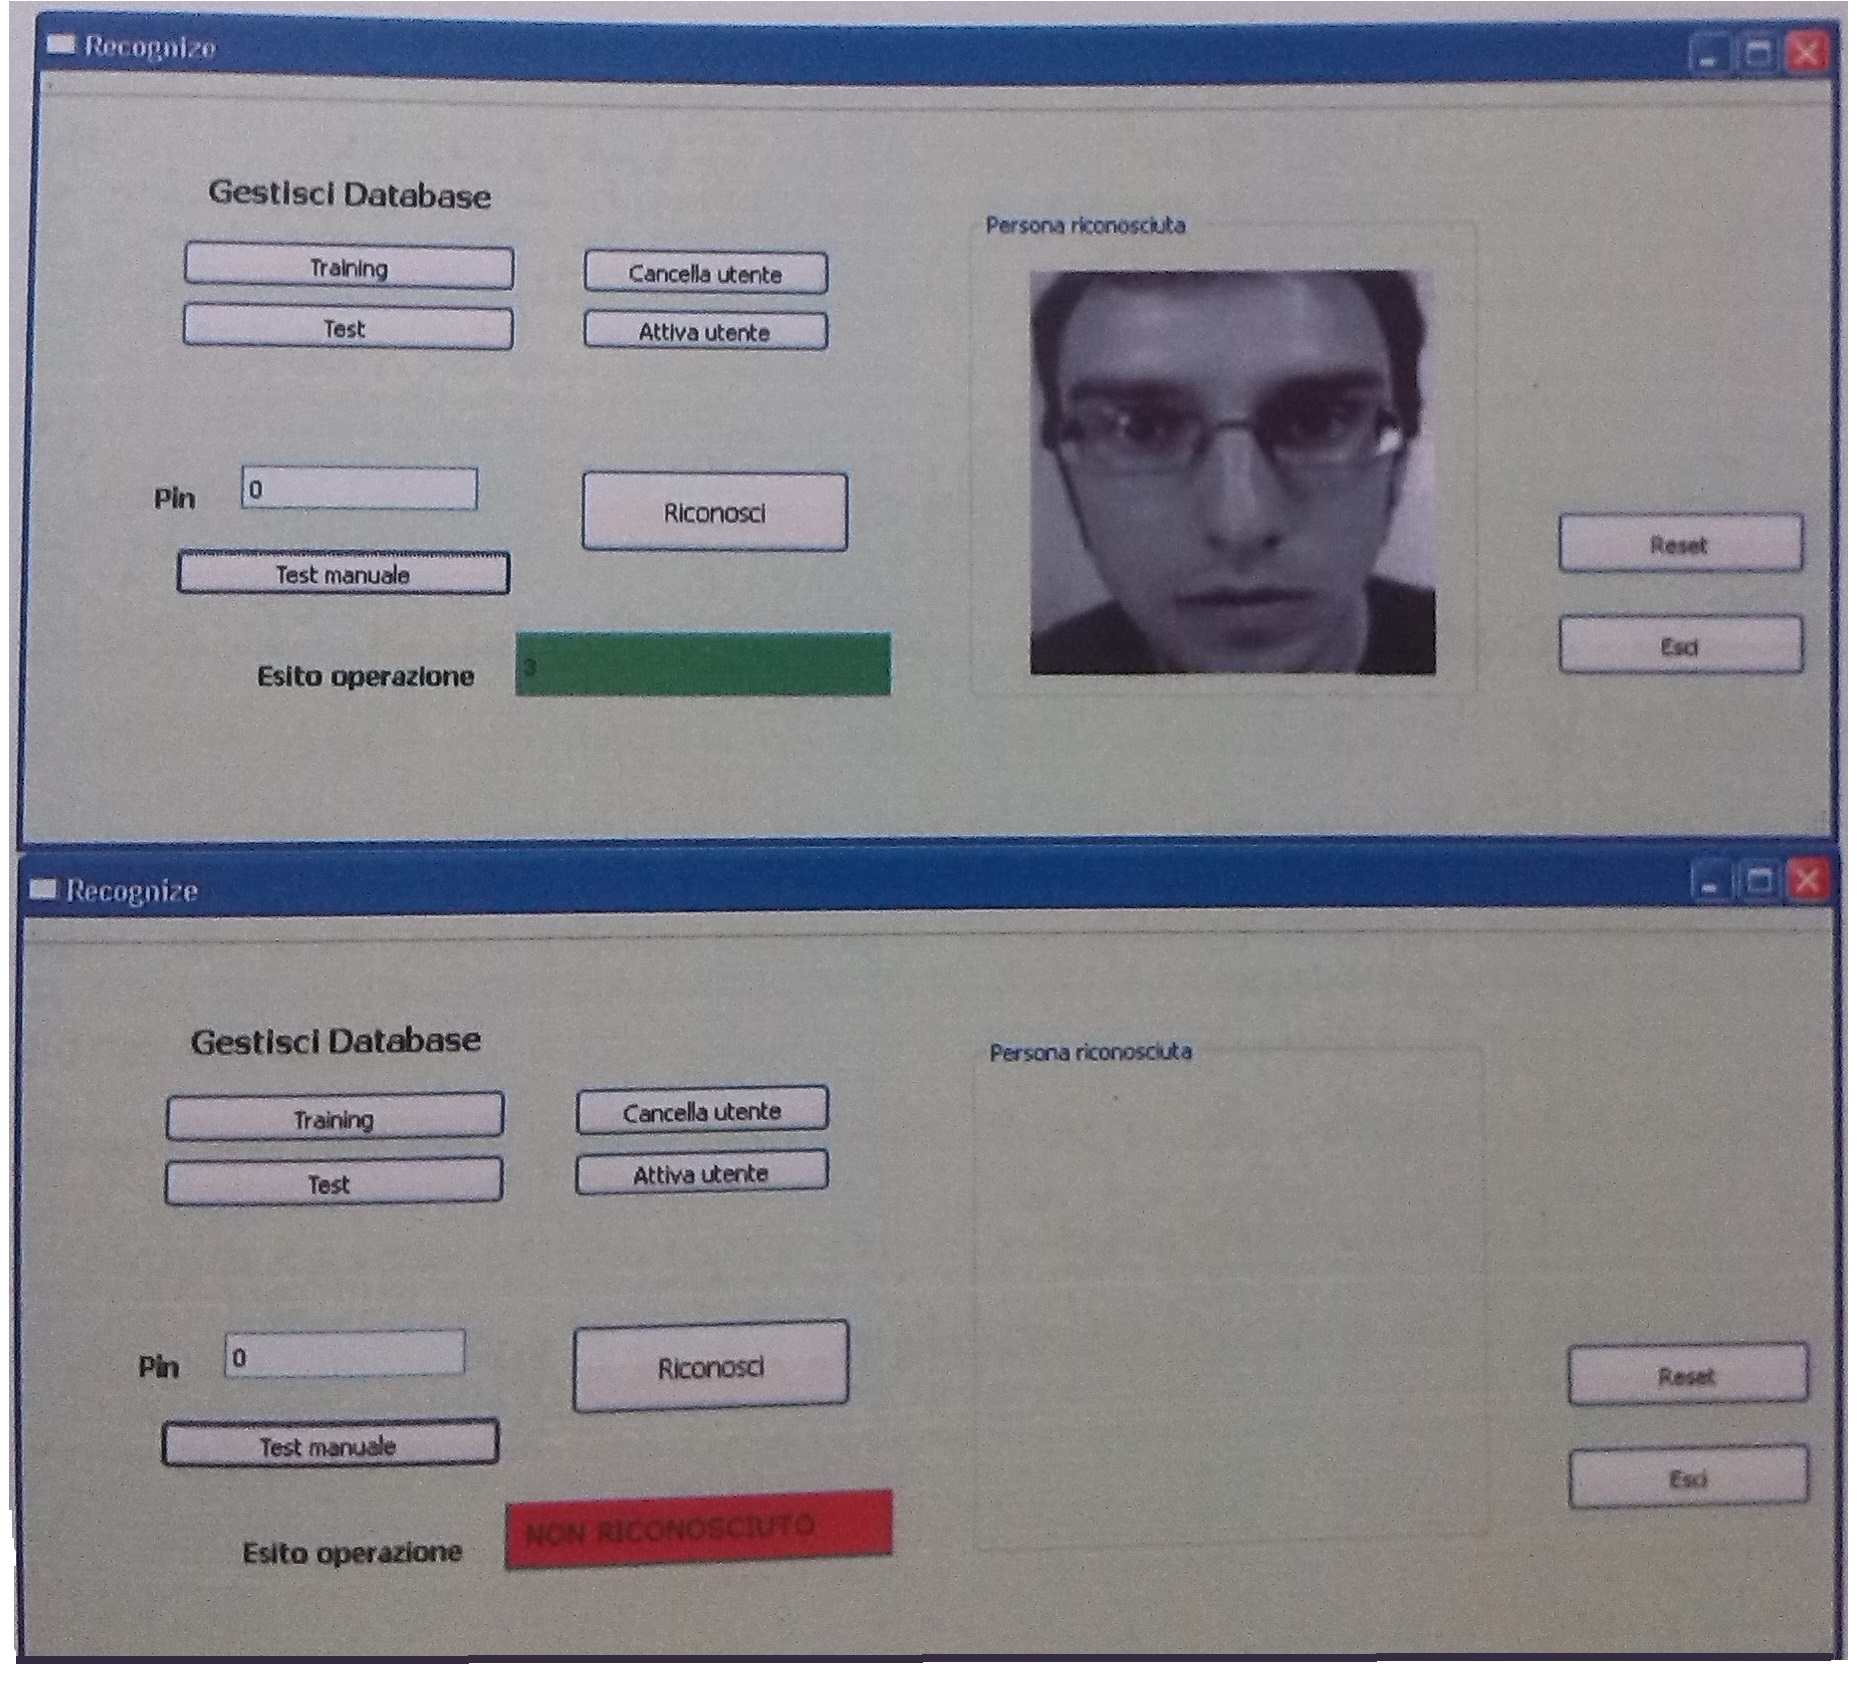 Recognize
Gestisci Database
Persona riconosciuta
Training
Cancella utente
Test
Attiva utente
Pin
0
Riconosci
Reset
Test manuale
Esci
Esito operazione
3
Recognize
Gestisci Database
Persona riconosciuta
Training
Cancella utente
Test
Attiva utente
Pin
0
Riconosci
Reset
Test manuale
Esci
Esito operazione
NON RICONOSCIUTO